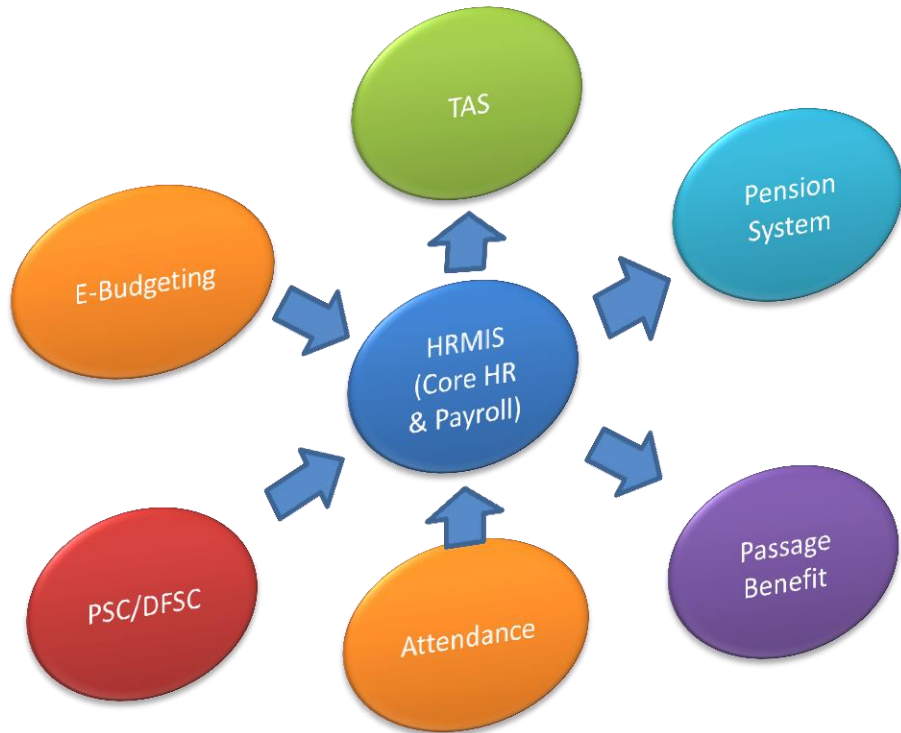 TAS
Pension
System
E-Budgeting
HRMIS
(Core HR
& Payroll)
PSC/DFSC
Attendance
Passage
Benefit